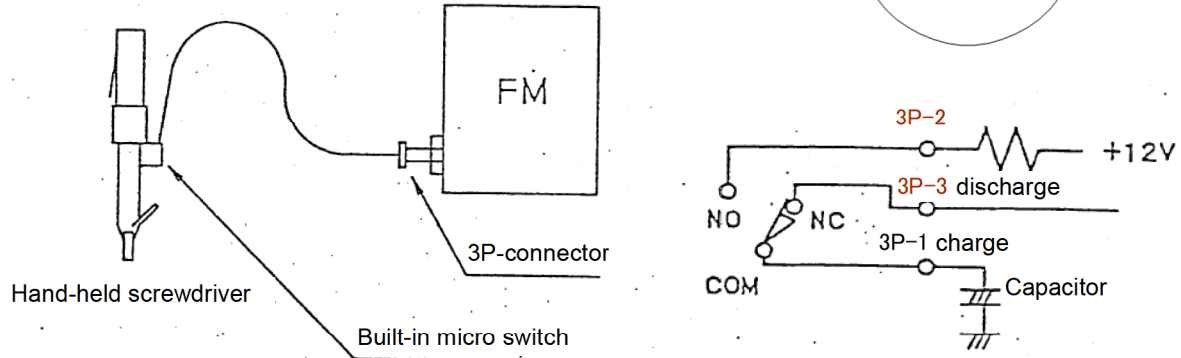 FM
3P-connector
Hand-held screwdriver
Built-in micro switch
3P-2
+12V
3P-3 discharge
NO
NC
3P-1 charge
COM
Capacitor